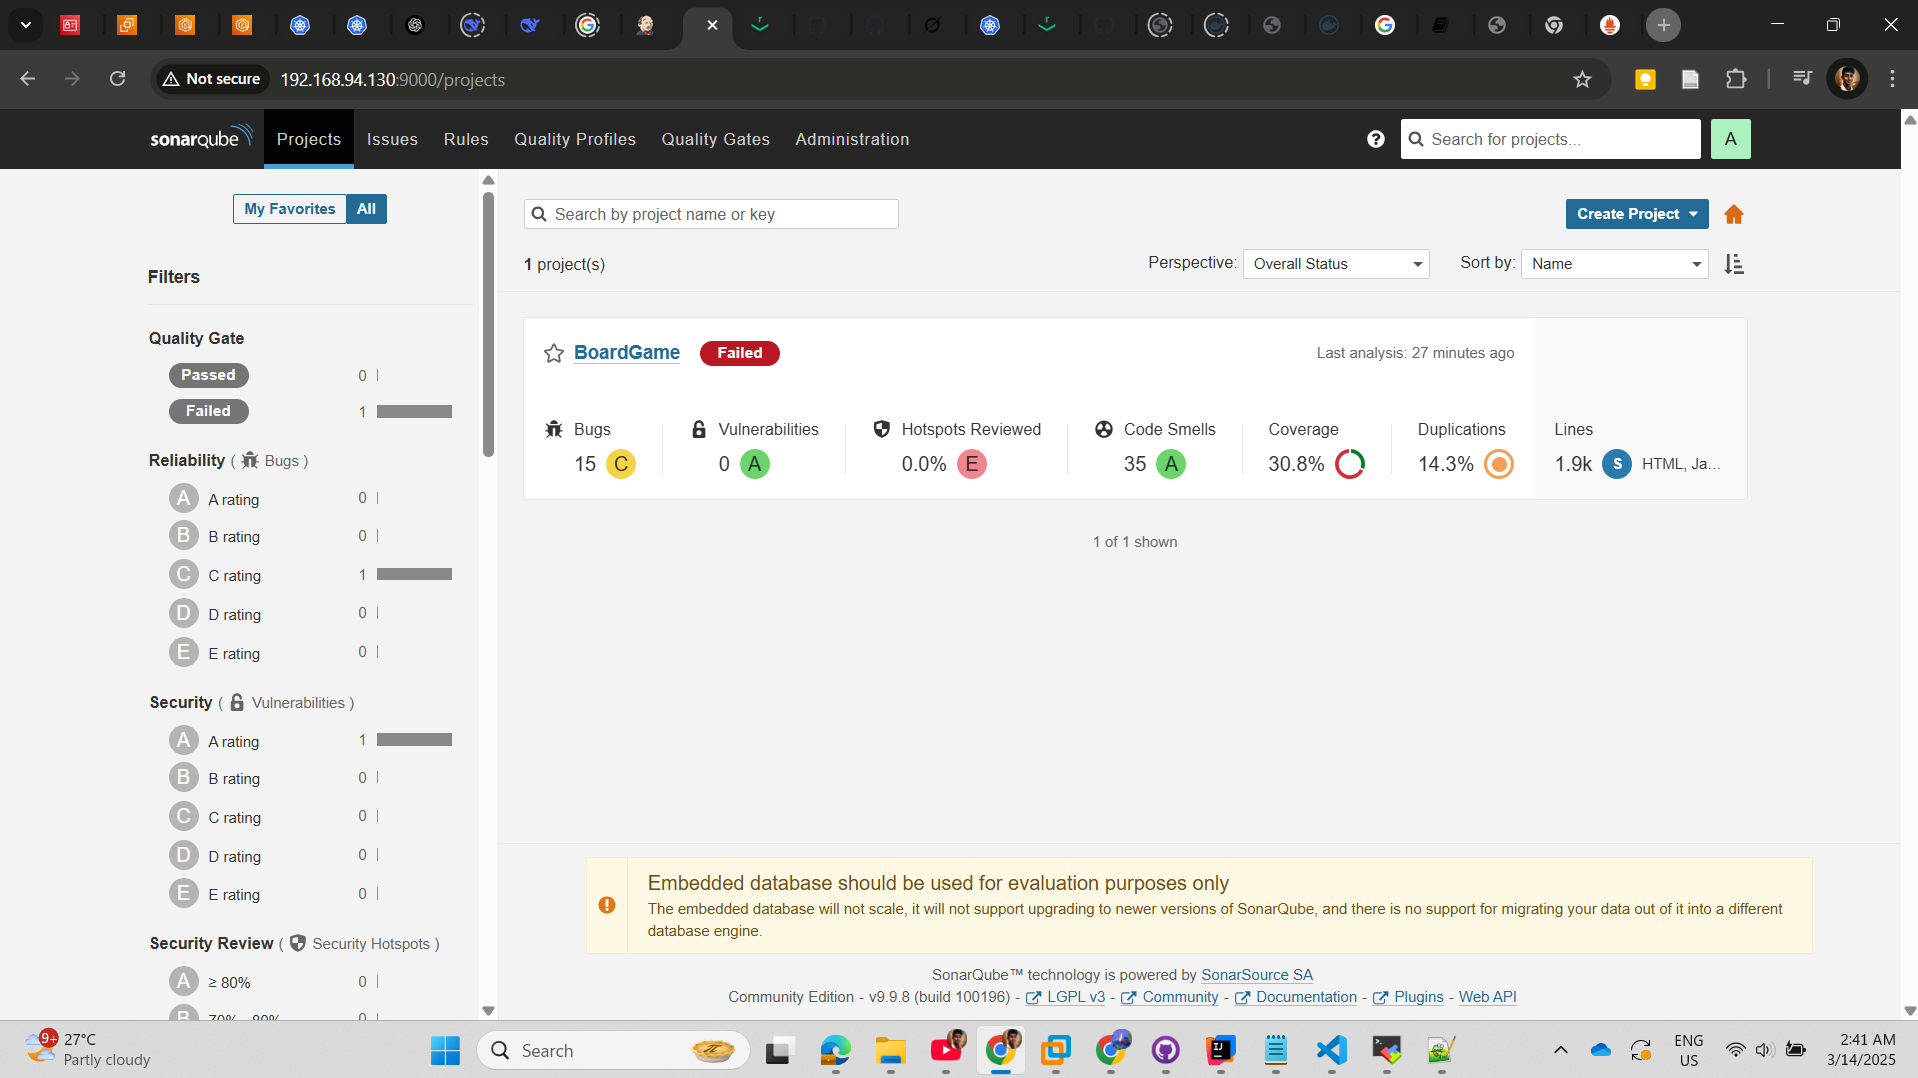 Not secure
192.168.94.130:9000/projects
sonarqube
Projects
Issues
Rules
Quality Profiles
Quality Gates
Administration
Search for projects...
A
My Favorites
All
Filters
Quality Gate
Passed 0
Failed 1
Reliability ( Bugs )
A A rating 0
B B rating 0
C C rating 1
D D rating 0
E E rating 0
Security ( Vulnerabilities )
A A rating 1
B B rating 0
C C rating 0
D D rating 0
E E rating 0
Security Review ( Security Hotspots )
A ≥ 80% 0
B 70% - 80% 0
Search by project name or key
Create Project
1 project(s)
Perspective: Overall Status
Sort by: Name
BoardGame
Failed
Last analysis: 27 minutes ago
Bugs
15 C
Vulnerabilities
0 A
Hotspots Reviewed
0.0% E
Code Smells
35 A
Coverage
30.8%
Duplications
14.3%
Lines
1.9k S HTML, Ja...
1 of 1 shown
Embedded database should be used for evaluation purposes only
The embedded database will not scale, it will not support upgrading to newer versions of SonarQube, and there is no support for migrating your data out of it into a different
database engine.
SonarQube™ technology is powered by SonarSource SA
Community Edition - v9.9.8 (build 100196) - LGPL v3 - Community - Documentation - Plugins - Web API
9+
27°C
Partly cloudy
Search
ENG
US
2:41 AM
3/14/2025